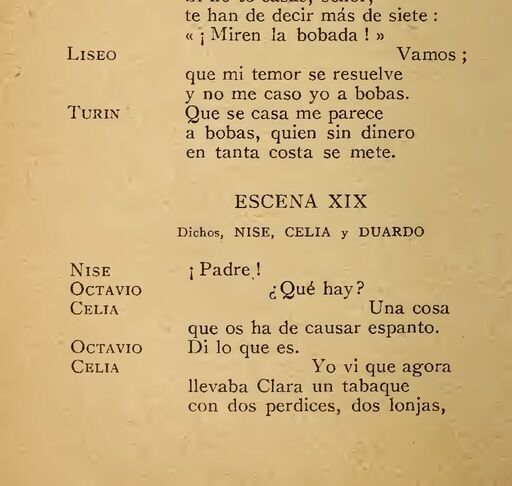 te han de decir más de siete :
« ¡ Miren la bobada ! »
LISEO Vamos ;
que mi temor se resuelve
y no me caso yo a bobas.
TURIN Que se casa me parece
a bobas, quien sin dinero
en tanta costa se mete.
ESCENA XIX
Dichos, NISE, CELIA y DUARDO
NISE ¡ Padre !
OCTAVIO ¿ Qué hay ?
CELIA Una cosa
que os ha de causar espanto.
OCTAVIO Di lo que es.
CELIA Yo vi que agora
llevaba Clara un tabaque
con dos perdices, dos lonjas,